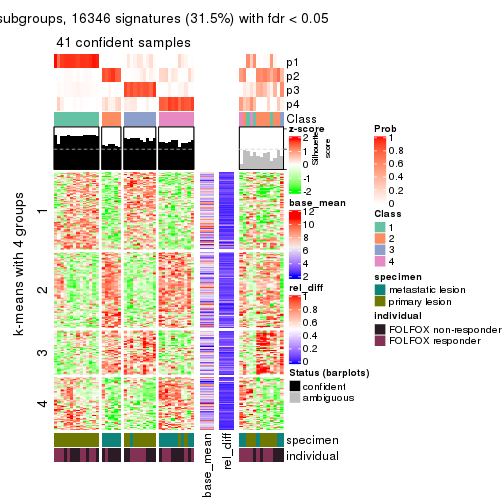 subgroups, 16346 signatures (31.5%) with fdr < 0.05
41 confident samples
p1
p2
p3
p4
Class
z-score
2
1
0
-1
-2
Silhouette
score
base_mean
12
10
8
6
4
2
rel_diff
1
0.8
0.6
0.4
0.2
0
Status (barplots)
confident
ambiguous
Prob
1
0.8
0.6
0.4
0.2
0
Class
1
2
3
4
specimen
metastatic lesion
primary lesion
individual
FOLFOX non-responder
FOLFOX responder
k-means with 4 groups
1
2
3
4
specimen
individual
base_mean
rel_diff